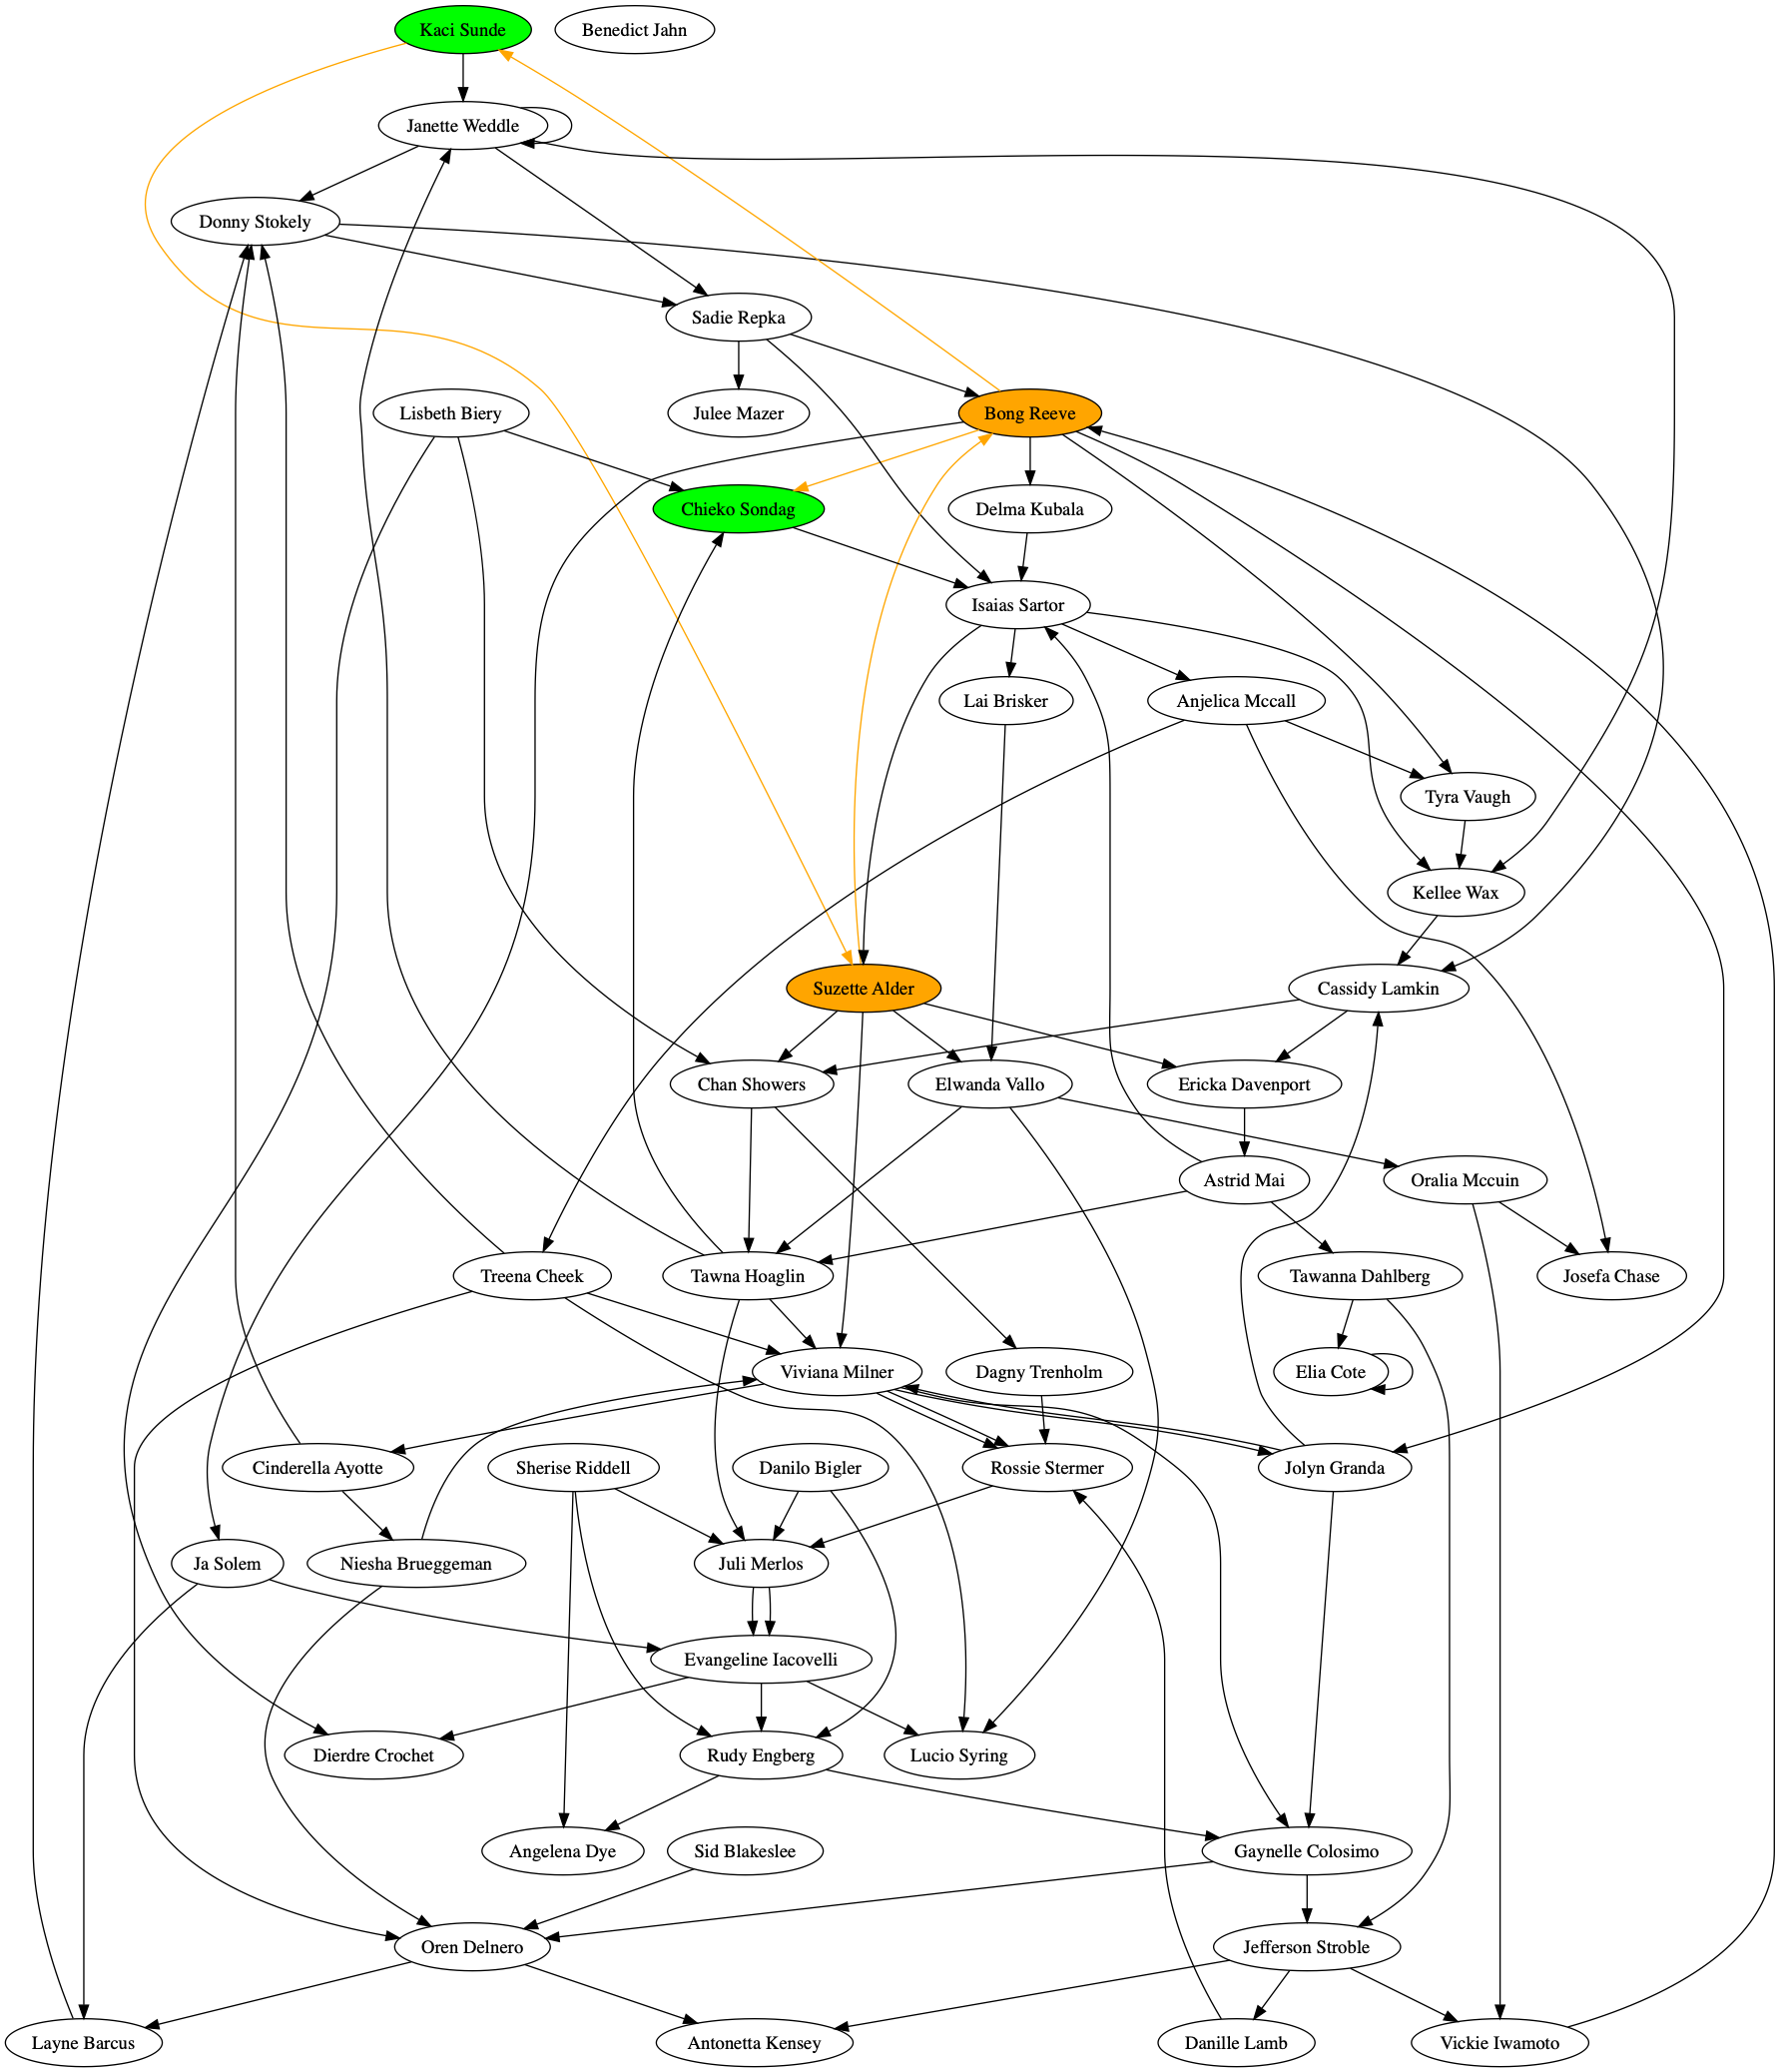 Kaci Sunde
Benedict Jahn
Janette Weddle
Donny Stokely
Sadie Repka
Lisbeth Biery
Julee Mazer
Bong Reeve
Chieko Sondag
Delma Kubala
Isaias Sartor
Lai Brisker
Anjelica Mccall
Tyra Vaugh
Kellee Wax
Suzette Alder
Cassidy Lamkin
Chan Showers
Elwanda Vallo
Ericka Davenport
Astrid Mai
Oralia Mccuin
Treena Cheek
Tawna Hoaglin
Tawanna Dahlberg
Josefa Chase
Viviana Milner
Dagny Trenholm
Elia Cote
Cinderella Ayotte
Sherise Riddell
Danilo Bigler
Rossie Stermer
Jolyn Granda
Ja Solem
Niesha Brueggeman
Juli Merlos
Evangeline Iacovelli
Dierdre Crochet
Rudy Engberg
Lucio Syring
Angelena Dye
Sid Blakeslee
Gaynelle Colosimo
Oren Delnero
Jefferson Stroble
Layne Barcus
Antonetta Kensey
Danille Lamb
Vickie Iwamoto